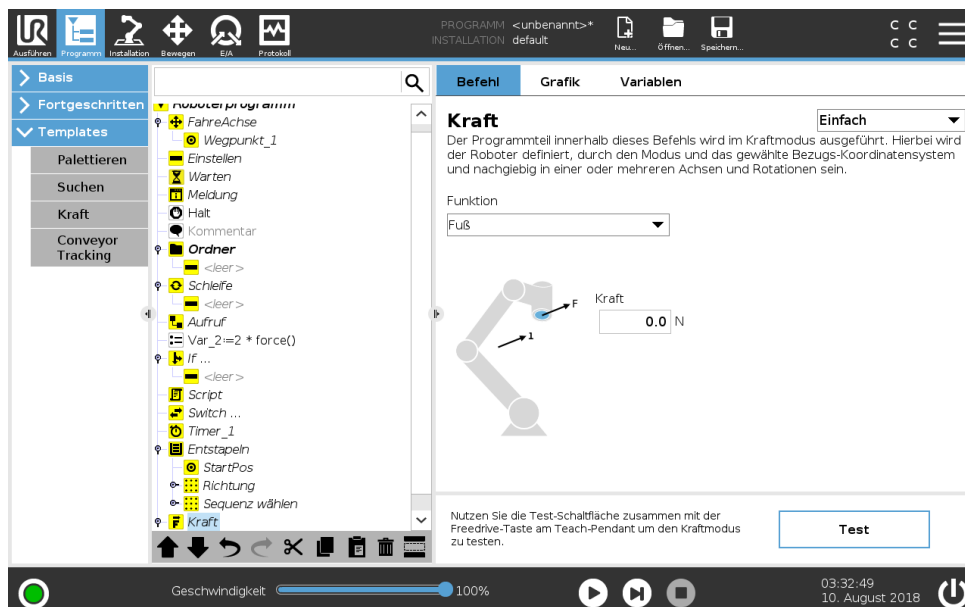 UR
PROGRAMM <unbenannt>*
INSTALLATION default
Ausführen Programm Installation Bewegen E/A Protokoll
Neu... Öffnen... Speichern...
C C
C C
Basis
Fortgeschritten
Templates
Palettieren
Suchen
Kraft
Conveyor
Tracking
Roboterprogramm
FahreAchse
Wegpunkt_1
Einstellen
Warten
Meldung
Halt
Kommentar
Ordner
<leer>
Schleife
<leer>
Aufruf
Var_2≔2 * force()
If ...
<leer>
Script
Switch ...
Timer_1
Entstapeln
StartPos
Richtung
Sequenz wählen
F Kraft
Befehl Grafik Variablen
Kraft
Einfach
Der Programmteil innerhalb dieses Befehls wird im Kraftmodus ausgeführt. Hierbei wird
der Roboter definiert, durch den Modus und das gewählte Bezugs-Koordinatensystem
und nachgiebig in einer oder mehreren Achsen und Rotationen sein.
Funktion
Fuß
F
1
Kraft
0.0 N
Nutzen Sie die Test-Schaltfläche zusammen mit der
Freedrive-Taste am Teach-Pendant um den Kraftmodus
zu testen.
Test
Geschwindigkeit 100%
03:32:49
10. August 2018